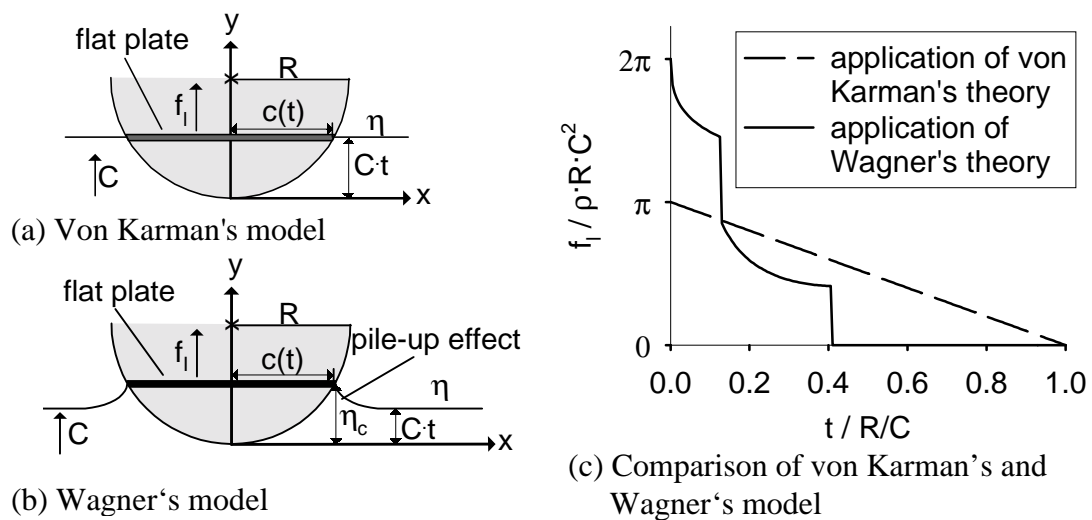 y
flat plate
R
f_l
c(t)
η
C
C·t
x
(a) Von Karman's model
y
flat plate
R
pile-up effect
f_l
c(t)
η
C
η_c
C·t
x
(b) Wagner‘s model
application of von
Karman's theory
application of
Wagner's theory
2π
π
0
f_l / ρ·R·C²
0.0 0.2 0.4 0.6 0.8 1.0
t / R/C
(c) Comparison of von Karman’s and
Wagner‘s model